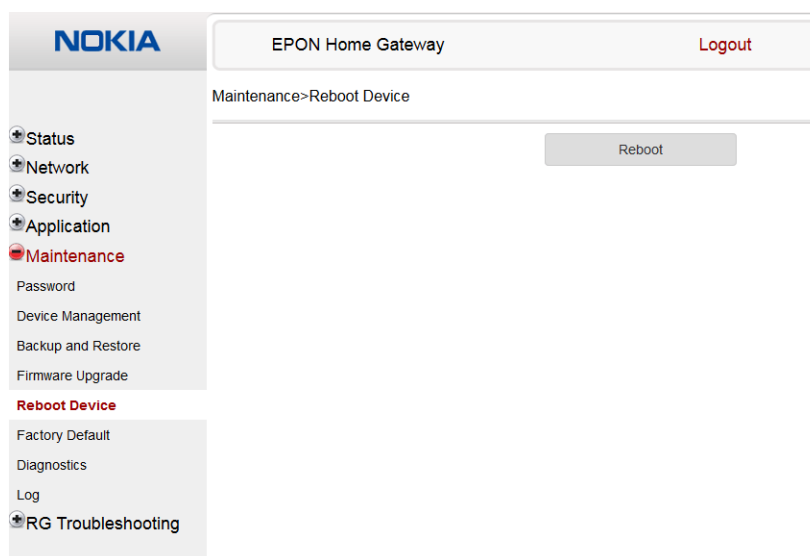 NOKIA
EPON Home Gateway
Logout
Maintenance>Reboot Device
Reboot
Status
Network
Security
Application
Maintenance
Password
Device Management
Backup and Restore
Firmware Upgrade
Reboot Device
Factory Default
Diagnostics
Log
RG Troubleshooting